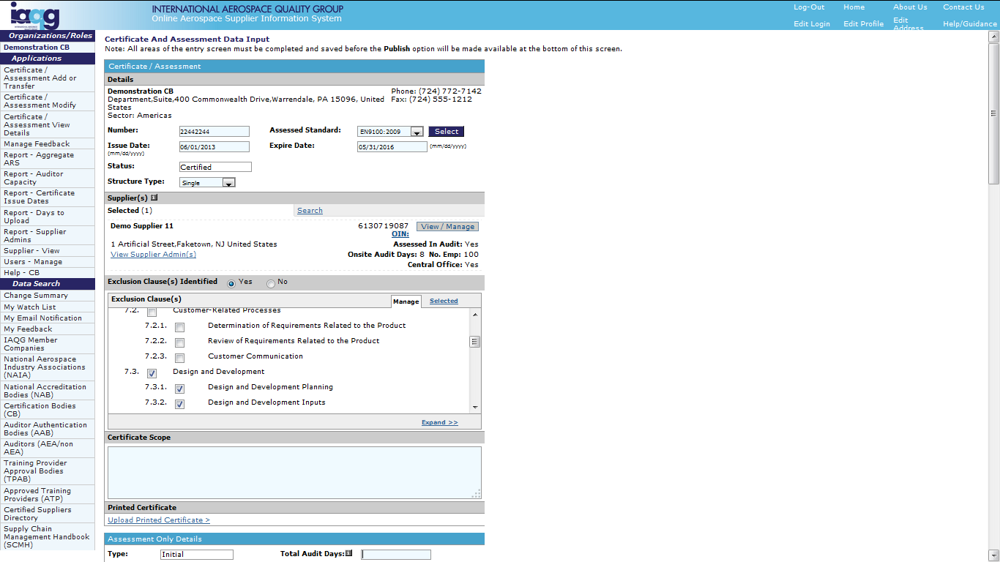 iaqg
INTERNATIONAL AEROSPACE QUALITY GROUP
Online Aerospace Supplier Information System
Log-Out Home About Us Contact Us
Edit Login Edit Profile Edit Address Help/Guidance
Organizations/Roles
Demonstration CB
Applications
Certificate /
Assessment Add or
Transfer
Certificate /
Assessment Modify
Certificate /
Assessment View
Details
Manage Feedback
Report - Aggregate
ARS
Report - Auditor
Capacity
Report - Certificate
Issue Dates
Report - Days to
Upload
Report - Supplier
Admins
Supplier - View
Users - Manage
Help - CB
Data Search
Change Summary
My Watch List
My Email Notification
My Feedback
IAQG Member
Companies
National Aerospace
Industry Associations
(NAIA)
National Accreditation
Bodies (NAB)
Certification Bodies
(CB)
Auditor Authentication
Bodies (AAB)
Auditors (AEA/non
AEA)
Training Provider
Approval Bodies
(TPAB)
Approved Training
Providers (ATP)
Certified Suppliers
Directory
Supply Chain
Management Handbook
(SCMH)
Certificate And Assessment Data Input
Note: All areas of the entry screen must be completed and saved before the Publish option will be made available at the bottom of this screen.
Certificate / Assessment
Details
Demonstration CB Phone: (724) 772-7142
Department,Suite,400 Commonwealth Drive,Warrendale, PA 15096, United Fax: (724) 555-1212
States
Sector: Americas
Number: 22442244 Assessed Standard: EN9100:2009 Select
Issue Date: 06/01/2013 Expire Date: 05/31/2016 (mm/dd/yyyy)
(mm/dd/yyyy)
Status: Certified
Structure Type: Single
Supplier(s)
Selected (1) Search
Demo Supplier 11 6130719087 View / Manage
OIN:
1 Artificial Street,Faketown, NJ United States Assessed In Audit: Yes
View Supplier Admin(s) Onsite Audit Days: 8 No. Emp: 100
Central Office: Yes
Exclusion Clause(s) Identified Yes No
Exclusion Clause(s) Manage Selected
7.2. Customer-Related Processes
7.2.1. Determination of Requirements Related to the Product
7.2.2. Review of Requirements Related to the Product
7.2.3. Customer Communication
7.3. Design and Development
7.3.1. Design and Development Planning
7.3.2. Design and Development Inputs
Expand >>
Certificate Scope
Printed Certificate
Upload Printed Certificate >
Assessment Only Details
Type: Initial Total Audit Days: